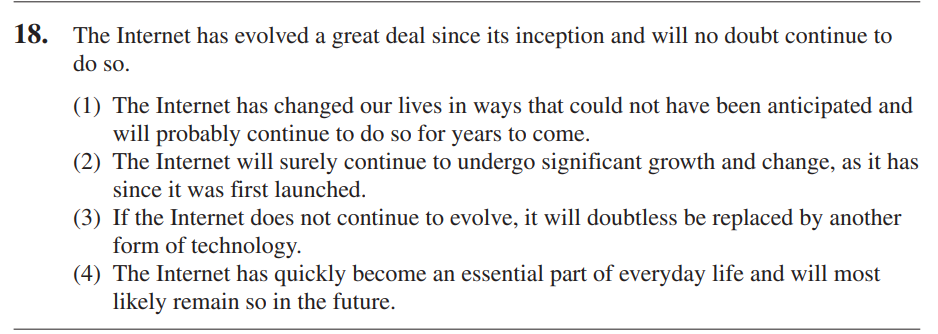 18. The Internet has evolved a great deal since its inception and will no doubt continue to
do so.
(1) The Internet has changed our lives in ways that could not have been anticipated and
will probably continue to do so for years to come.
(2) The Internet will surely continue to undergo significant growth and change, as it has
since it was first launched.
(3) If the Internet does not continue to evolve, it will doubtless be replaced by another
form of technology.
(4) The Internet has quickly become an essential part of everyday life and will most
likely remain so in the future.